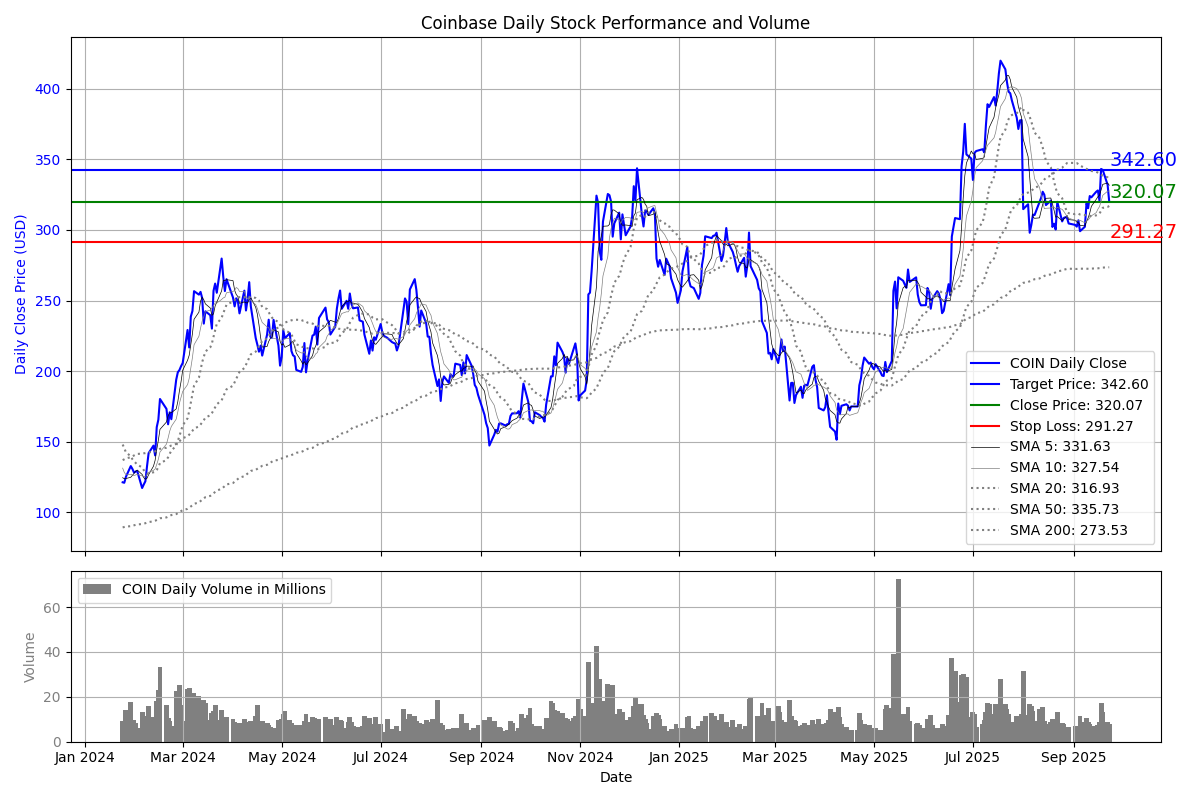 Coinbase Daily Stock Performance and Volume
Daily Close Price (USD)
400
350
300
250
200
150
100
342.60
320.07
291.27
COIN Daily Close
Target Price: 342.60
Close Price: 320.07
Stop Loss: 291.27
SMA 5: 331.63
SMA 10: 327.54
SMA 20: 316.93
SMA 50: 335.73
SMA 200: 273.53
COIN Daily Volume in Millions
Volume
60
40
20
0
Jan 2024 Mar 2024 May 2024 Jul 2024 Sep 2024 Nov 2024 Jan 2025 Mar 2025 May 2025 Jul 2025 Sep 2025
Date